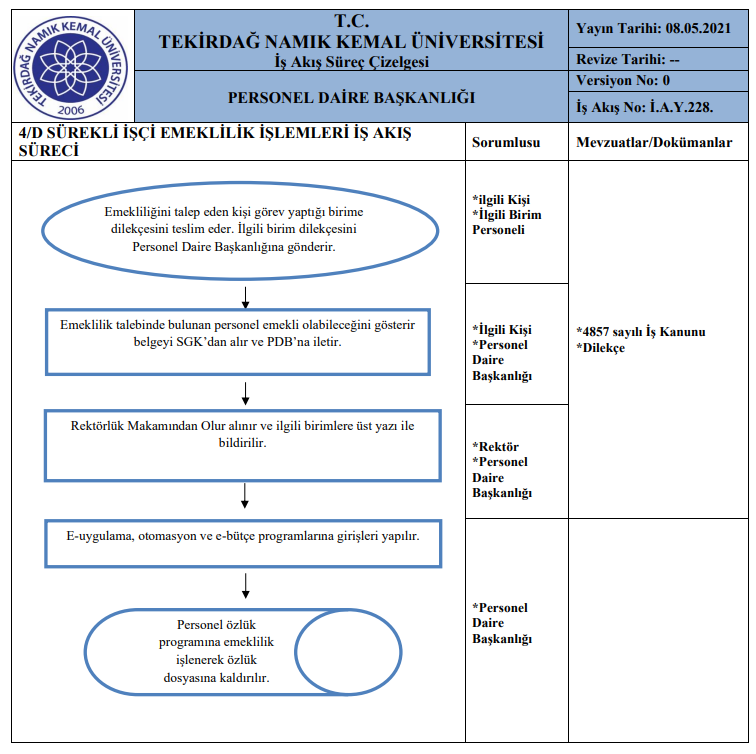 TEKİRDAĞ NAMIK KEMAL ÜNİVERSİTESİ
2006
T.C.
TEKİRDAĞ NAMIK KEMAL ÜNİVERSİTESİ
İş Akış Süreç Çizelgesi
PERSONEL DAİRE BAŞKANLIĞI
Yayın Tarihi: 08.05.2021
Revize Tarihi: --
Versiyon No: 0
İş Akış No: İ.A.Y.228.
4/D SÜREKLİ İŞÇİ EMEKLİLİK İŞLEMLERİ İŞ AKIŞ
SÜRECİ
Sorumlusu
Mevzuatlar/Dokümanlar
Emekliliğini talep eden kişi görev yaptığı birime
dilekçesini teslim eder. İlgili birim dilekçesini
Personel Daire Başkanlığına gönderir.
*ilgili Kişi
*İlgili Birim
Personeli
Emeklilik talebinde bulunan personel emekli olabileceğini gösterir
belgeyi SGK’dan alır ve PDB’na iletir.
*İlgili Kişi
*Personel
Daire
Başkanlığı
*4857 sayılı İş Kanunu
*Dilekçe
Rektörlük Makamından Olur alınır ve ilgili birimlere üst yazı ile
bildirilir.
*Rektör
*Personel
Daire
Başkanlığı
E-uygulama, otomasyon ve e-bütçe programlarına girişleri yapılır.
Personel özlük
programına emeklilik
işlenerek özlük
dosyasına kaldırılır.
*Personel
Daire
Başkanlığı